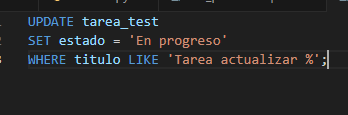 UPDATE tarea_test
SET estado = 'En progreso'
WHERE titulo LIKE 'Tarea actualizar %';